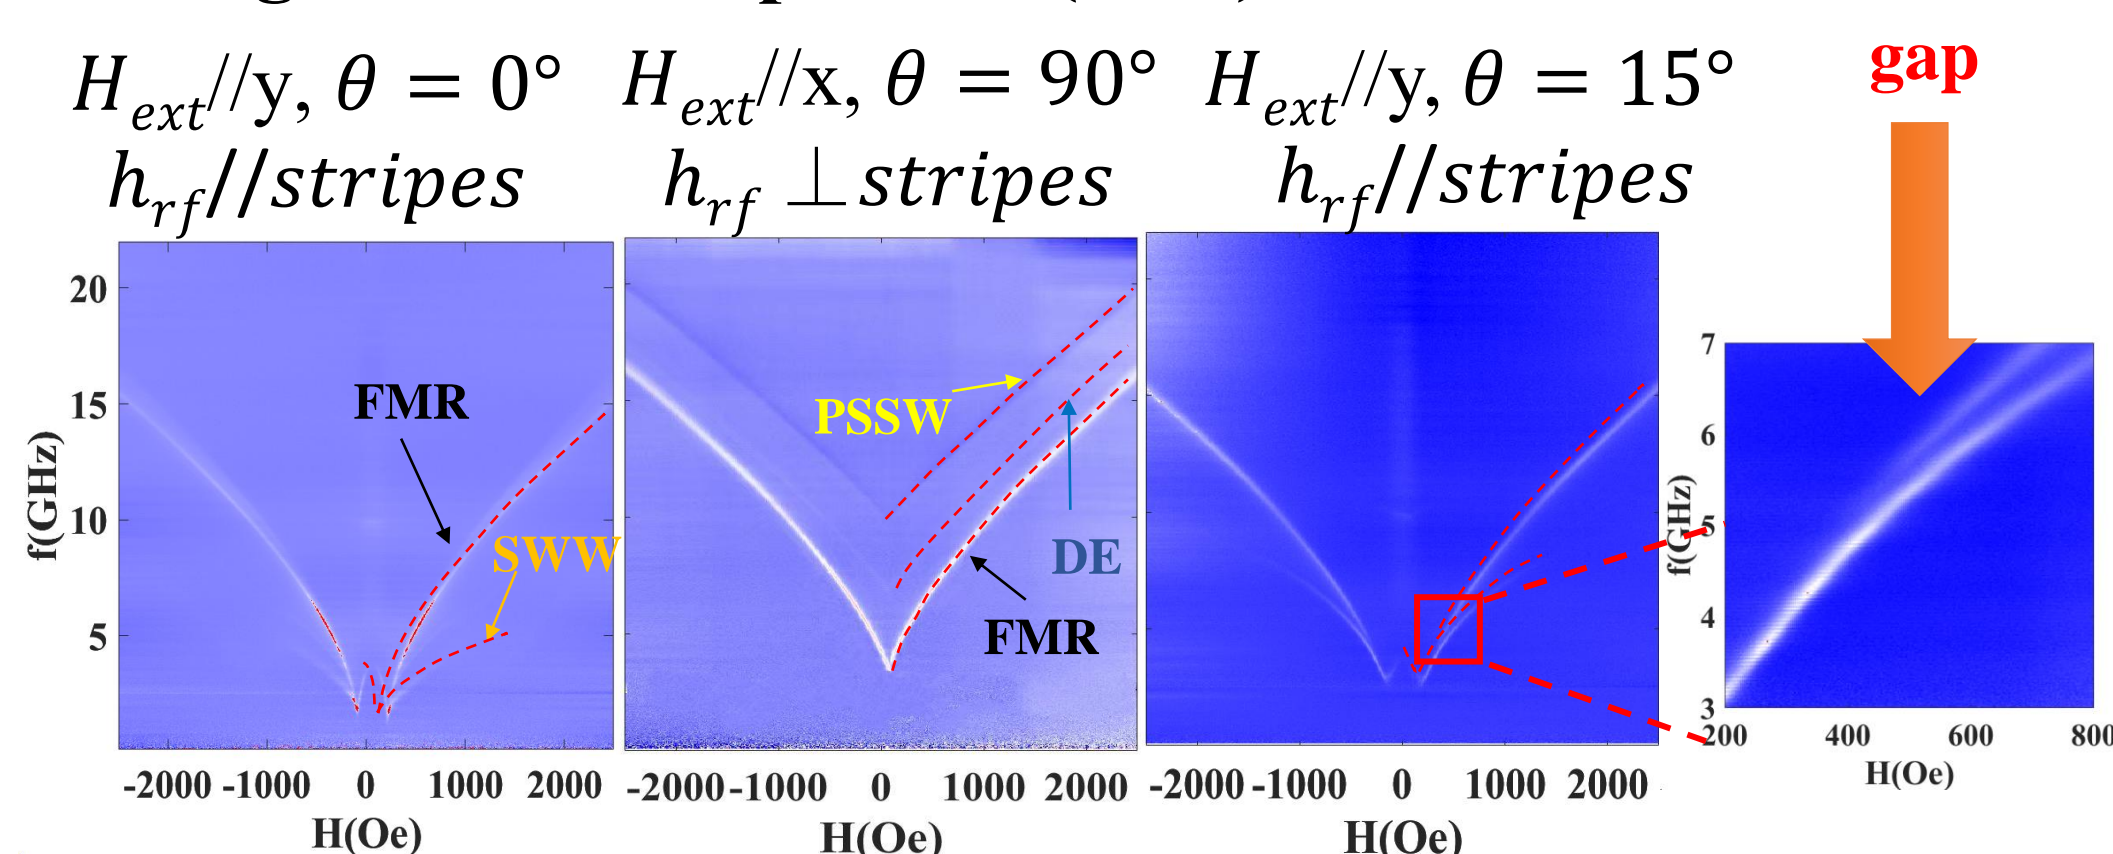 H_ext//y, θ = 0°
h_rf//stripes
H_ext//x, θ = 90°
h_rf ⊥ stripes
H_ext//y, θ = 15°
h_rf//stripes
gap
f(GHz)
20
15
10
5
FMR
SWW
-2000 -1000 0 1000 2000
H(Oe)
PSSW
DE
FMR
-2000 -1000 0 1000 2000
H(Oe)
-2000 -1000 0 1000 2000
H(Oe)
f(GHz)
7
6
5
4
3
200 400 600 800
H(Oe)